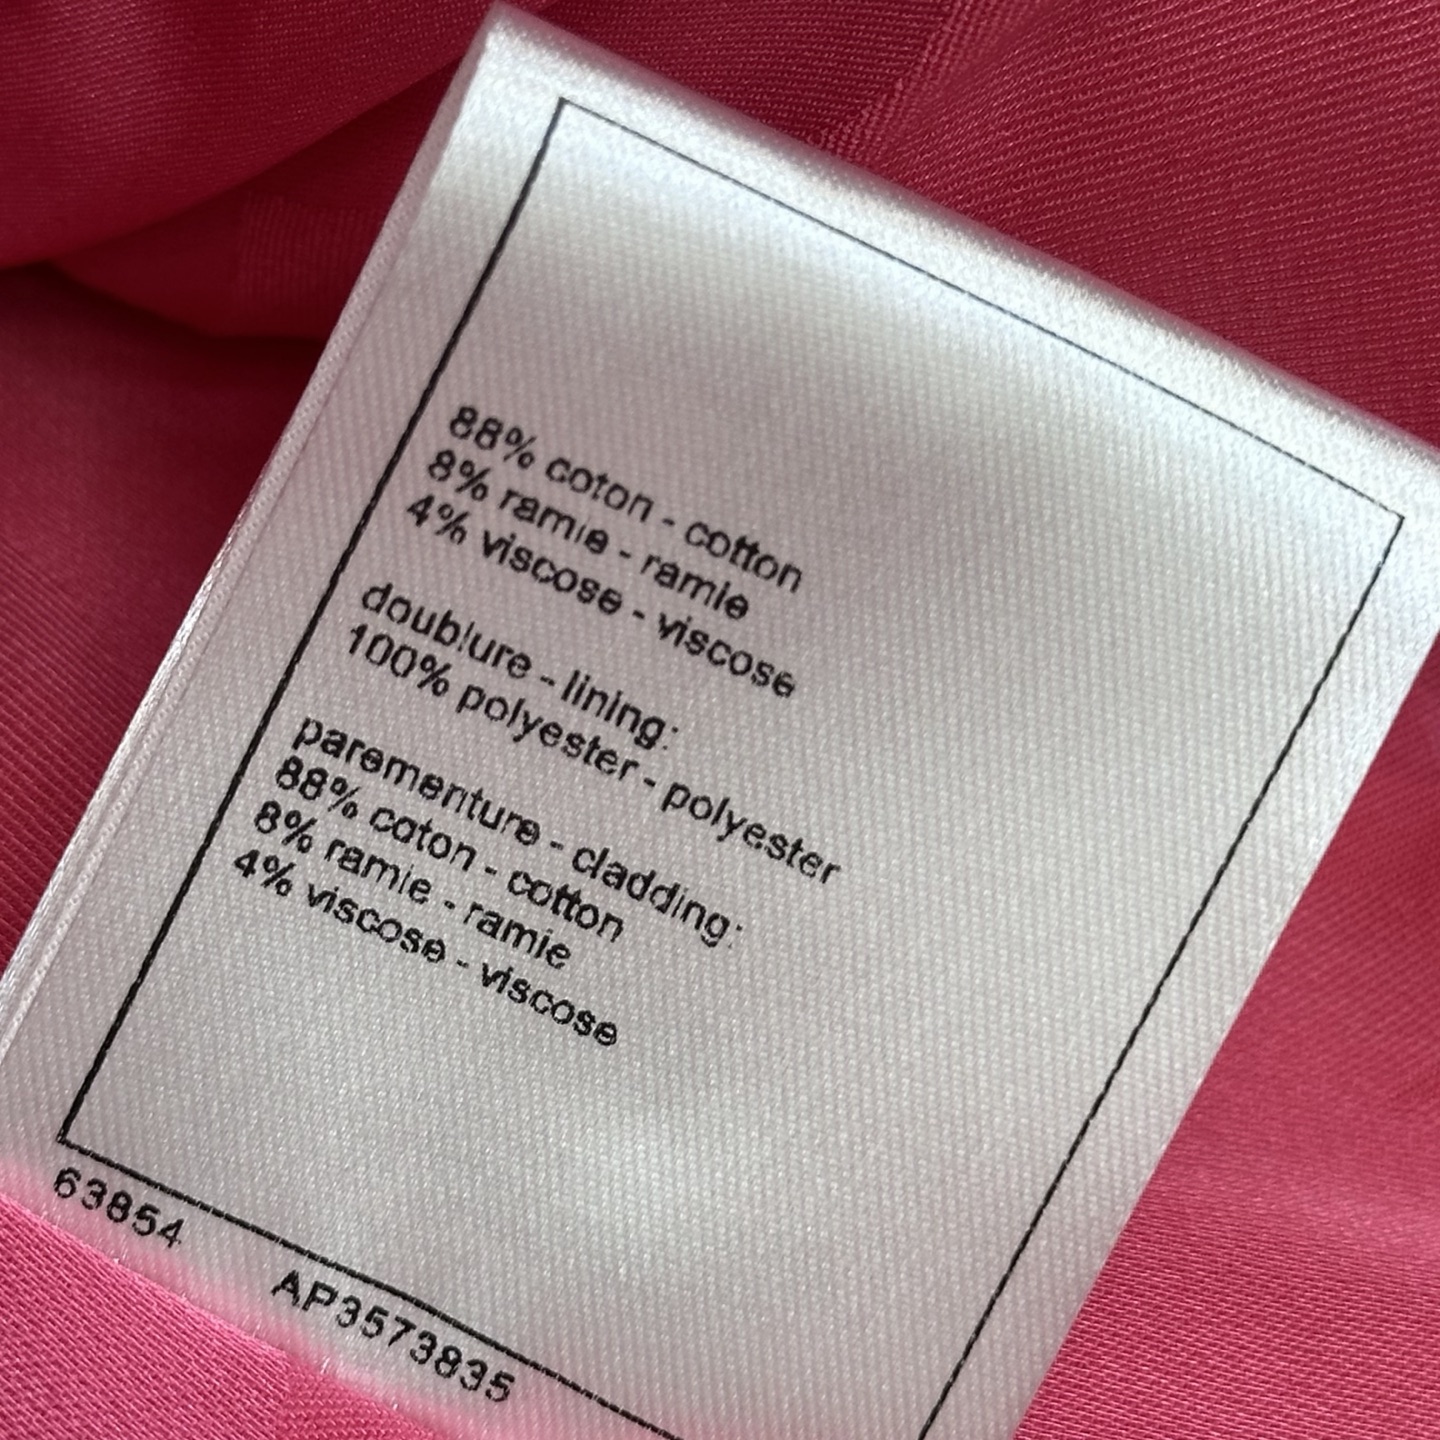 88% coton - cotton
8% ramie - ramie
4% viscose - viscose
doublure - lining:
100% polyester - polyester
parementure - cladding:
88% coton - cotton
8% ramie - ramie
4% viscose - viscose
63854 AP3573835